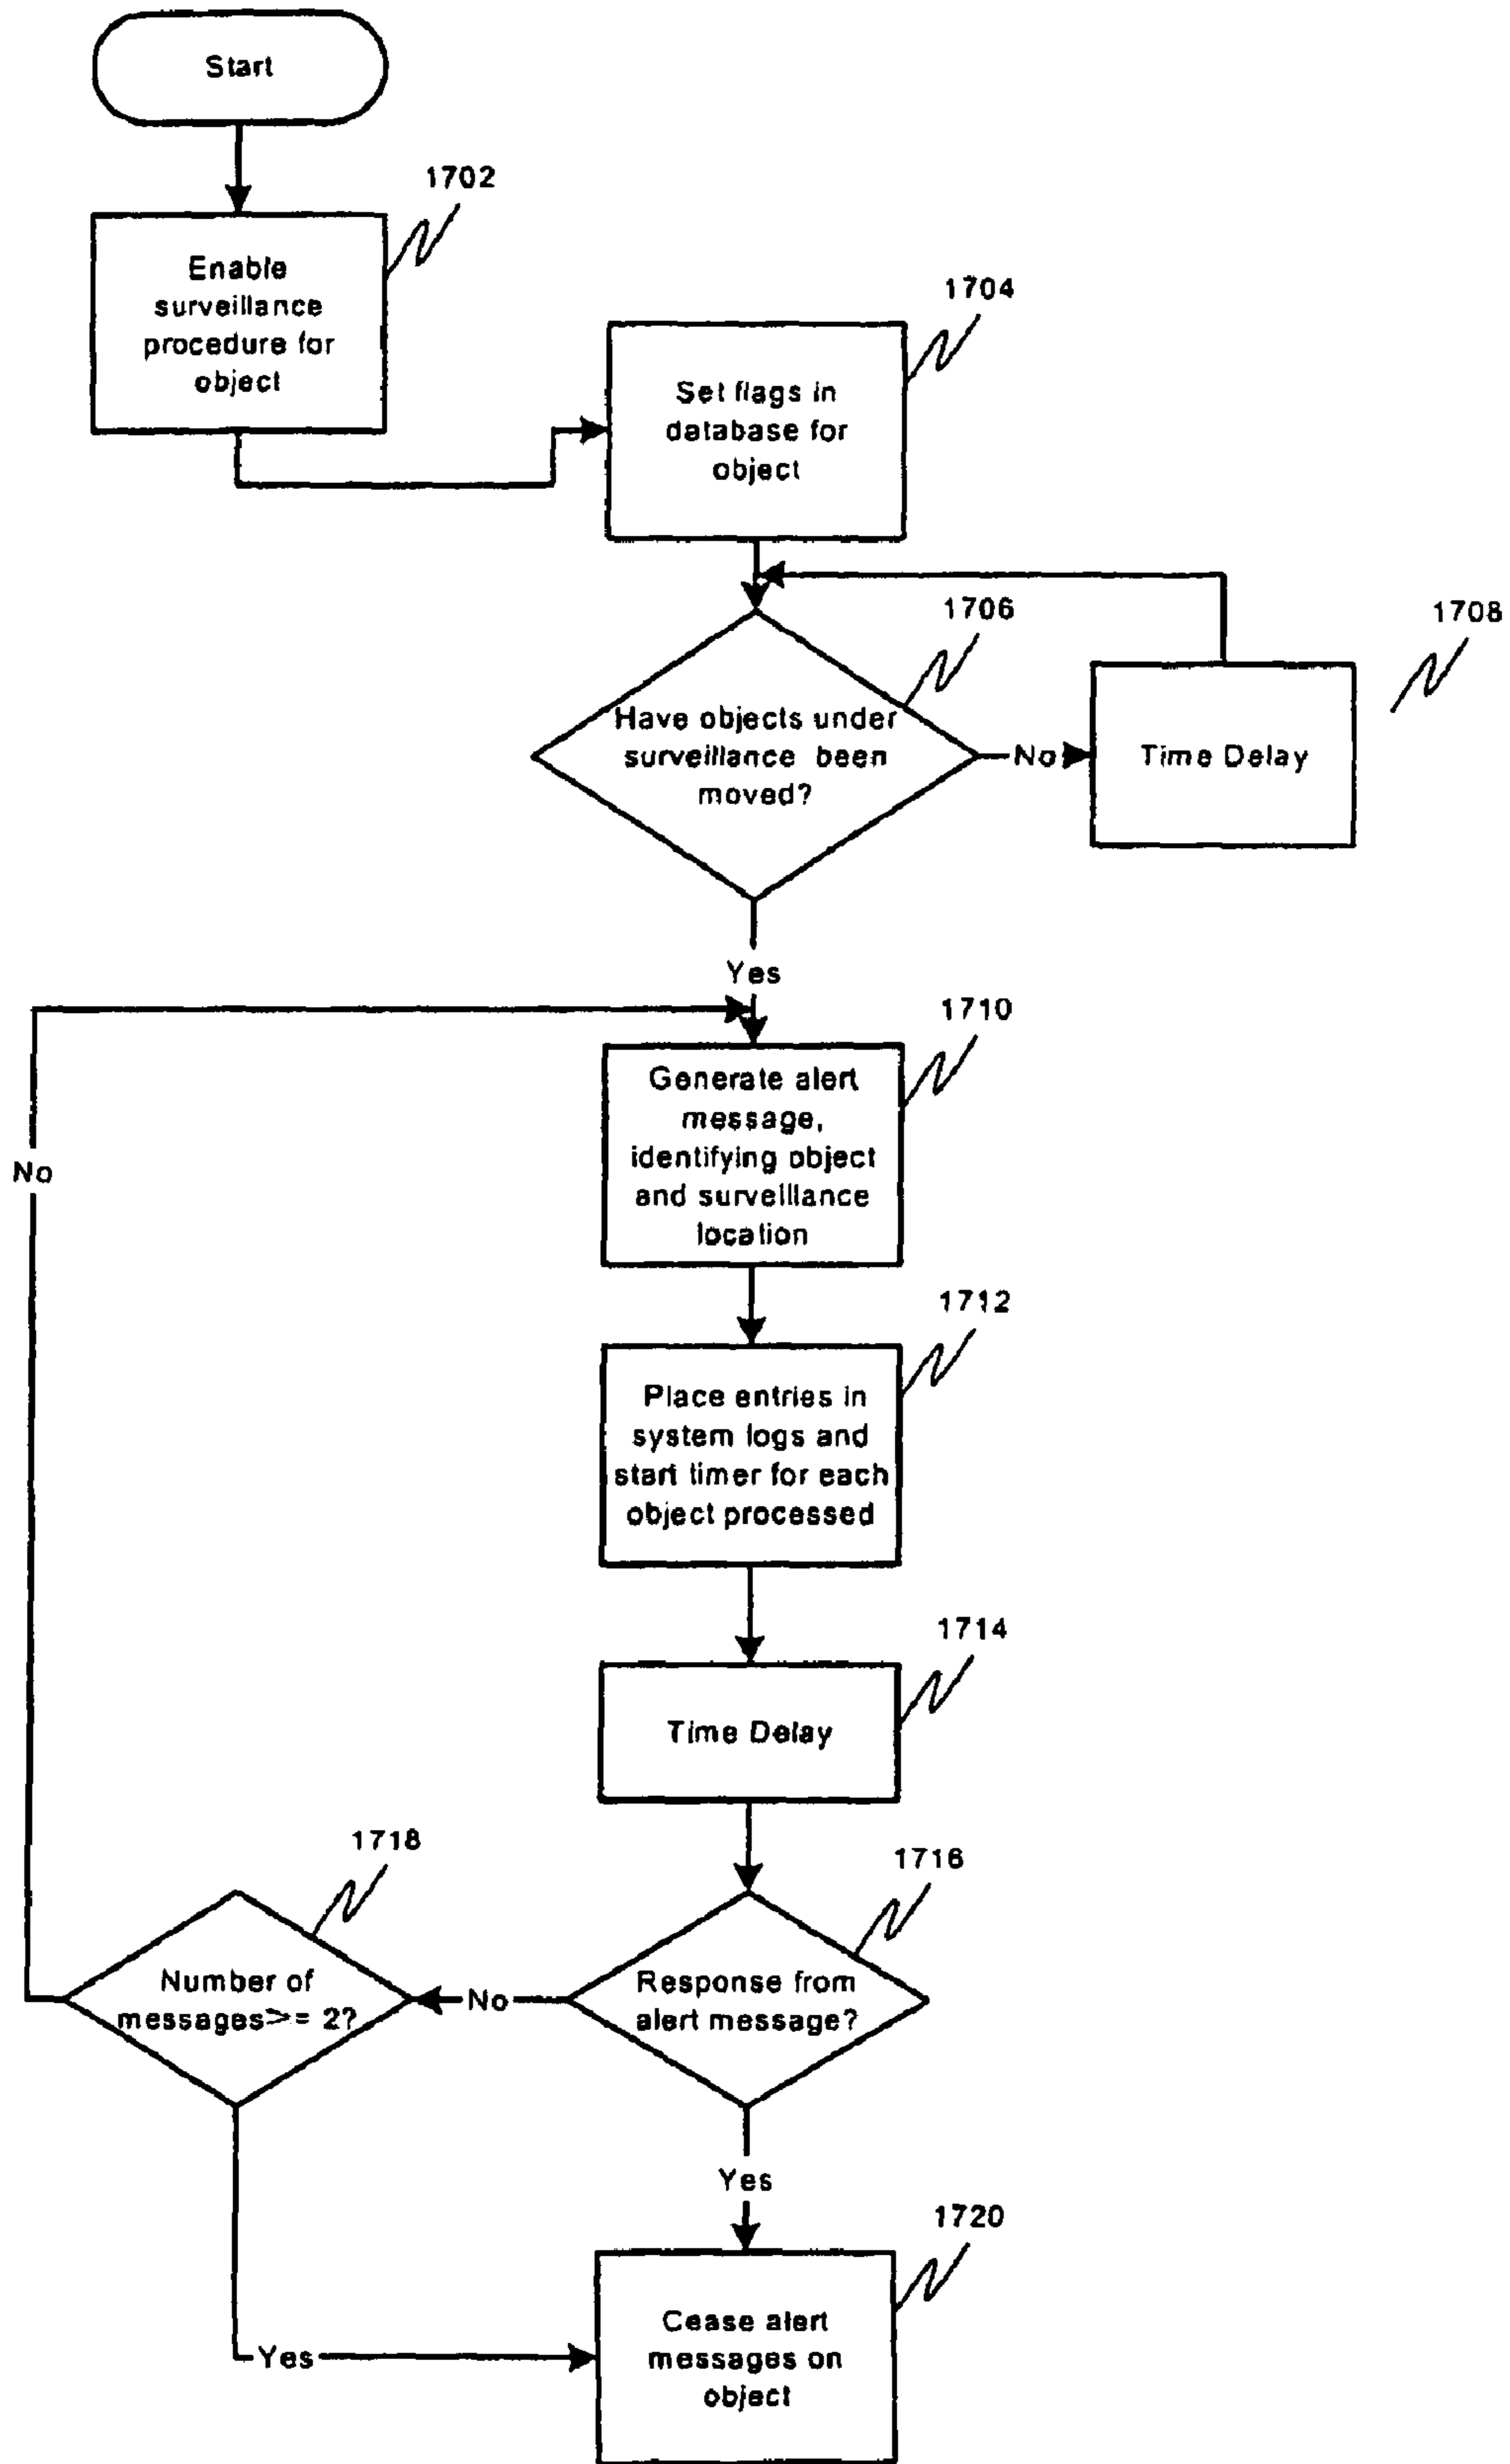 Start
1702
Enable
surveillance
procedure for
object
1704
Set flags in
database for
object
1706
Have objects under
surveillance been
moved?
No
1708
Time Delay
Yes
1710
Generate alert
message,
identifying object
and surveillance
location
No
1712
Place entries in
system logs and
start timer for each
object processed
1714
Time Delay
1716
Response from
alert message?
No
1718
Number of
messages>= 2?
Yes
Yes
1720
Cease alert
messages on
object